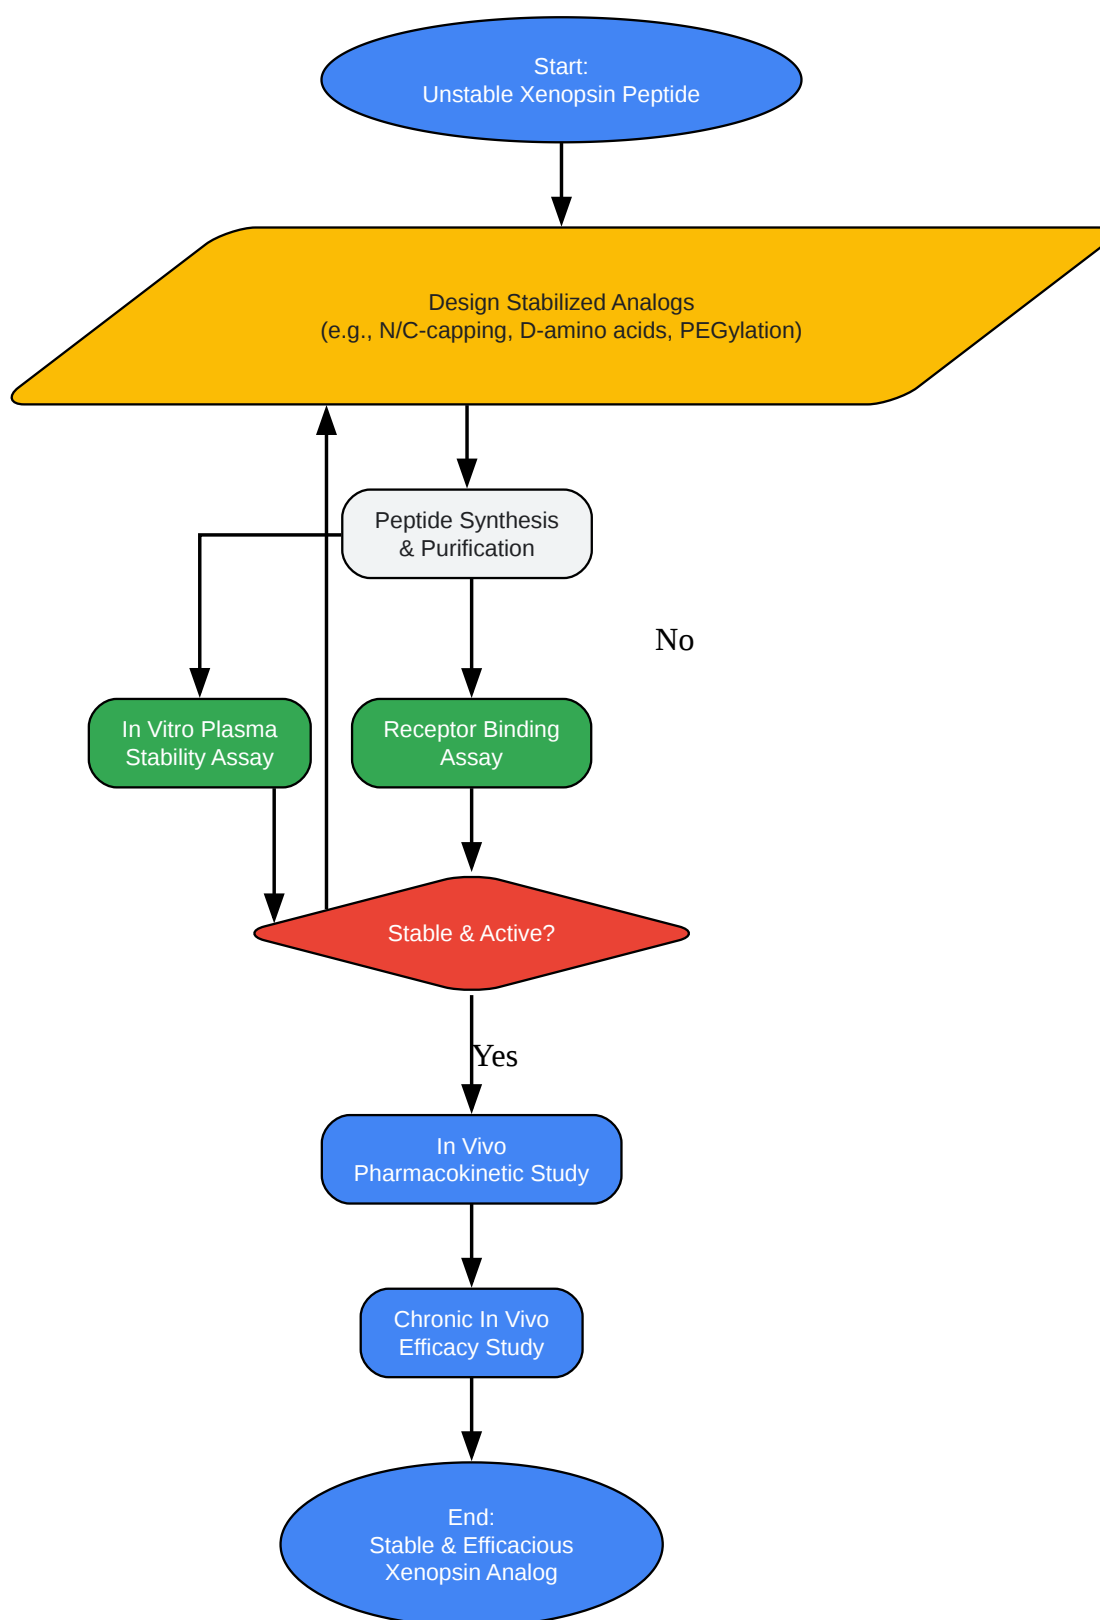 Start:
Unstable Xenopsin Peptide
Design Stabilized Analogs
(e.g., N/C-capping, D-amino acids, PEGylation)
Peptide Synthesis
& Purification
No
In Vitro Plasma
Stability Assay
Receptor Binding
Assay
Stable & Active?
Yes
In Vivo
Pharmacokinetic Study
Chronic In Vivo
Efficacy Study
End:
Stable & Efficacious
Xenopsin Analog